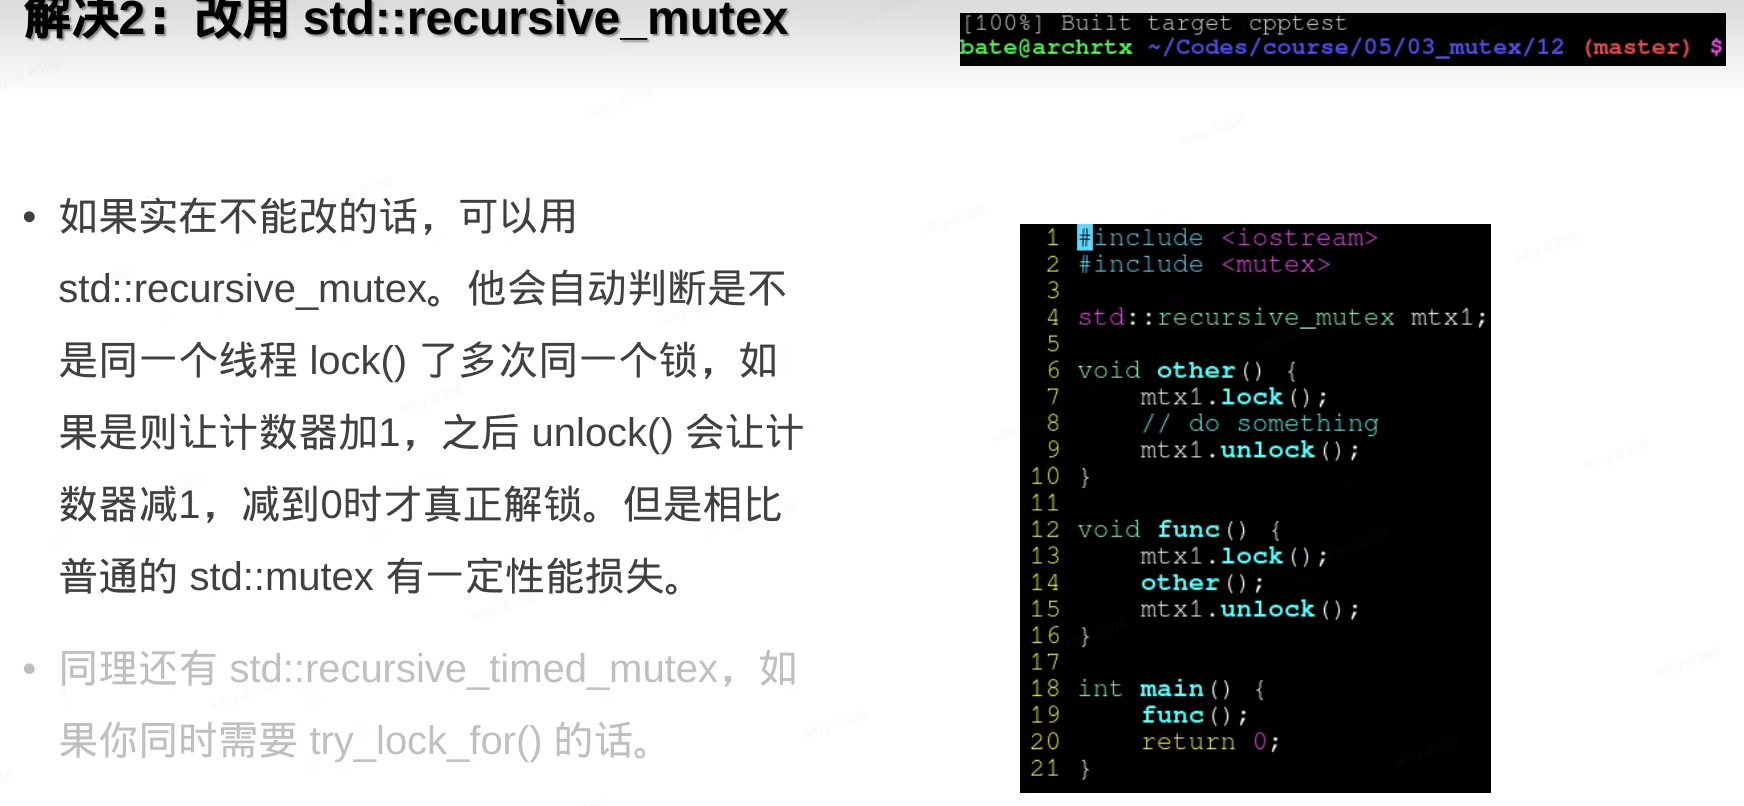 解决2：改用 std::recursive_mutex
[100%] Built target cpptest
bate@archrtx ~/Codes/course/05/03_mutex/12 (master) $
• 如果实在不能改的话，可以用
std::recursive_mutex。他会自动判断是不
是同一个线程 lock() 了多次同一个锁，如
果是则让计数器加1，之后 unlock() 会让计
数器减1，减到0时才真正解锁。但是相比
普通的 std::mutex 有一定性能损失。
• 同理还有 std::recursive_timed_mutex，如
果你同时需要 try_lock_for() 的话。
1 #include <iostream>
2 #include <mutex>
3
4 std::recursive_mutex mtx1;
5
6 void other() {
7     mtx1.lock();
8     // do something
9     mtx1.unlock();
10 }
11
12 void func() {
13     mtx1.lock();
14     other();
15     mtx1.unlock();
16 }
17
18 int main() {
19     func();
20     return 0;
21 }
why-6396